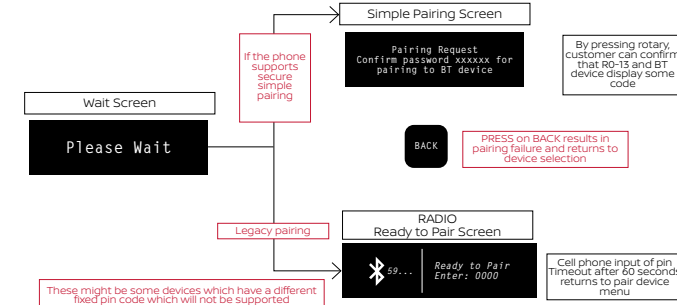 Simple Pairing Screen
Pairing Request
Confirm password xxxxxx for
pairing to BT device
By pressing rotary,
customer can confirm
that R0-13 and BT
device display some
code
If the phone
supports
secure
simple
pairing
Wait Screen
Please Wait
BACK
PRESS on BACK results in
pairing failure and returns to
device selection
Legacy pairing
RADIO
Ready to Pair Screen
59...
Ready to Pair
Enter: 0000
Cell phone input of pin
Timeout after 60 seconds
returns to pair device
menu
These might be some devices which have a different
fixed pin code which will not be supported